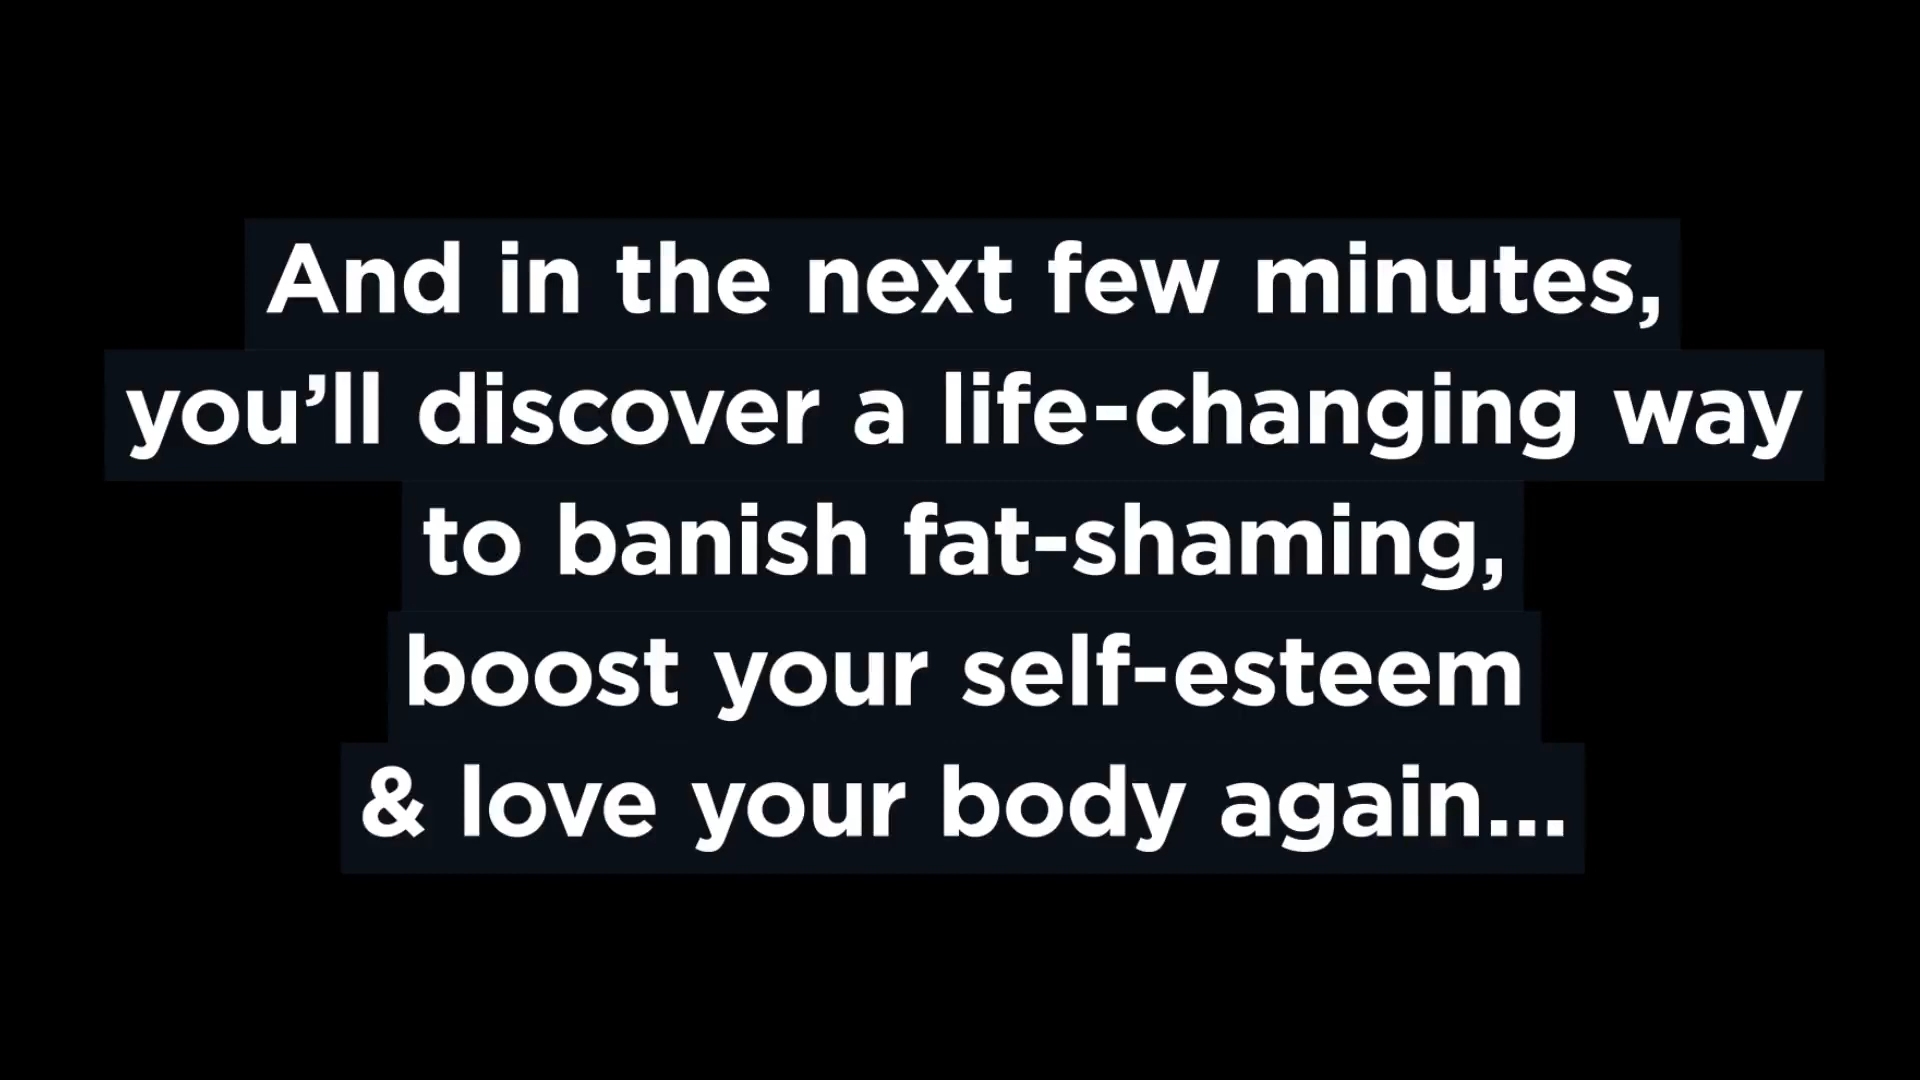 And in the next few minutes,
you’ll discover a life-changing way
to banish fat-shaming,
boost your self-esteem
& love your body again...